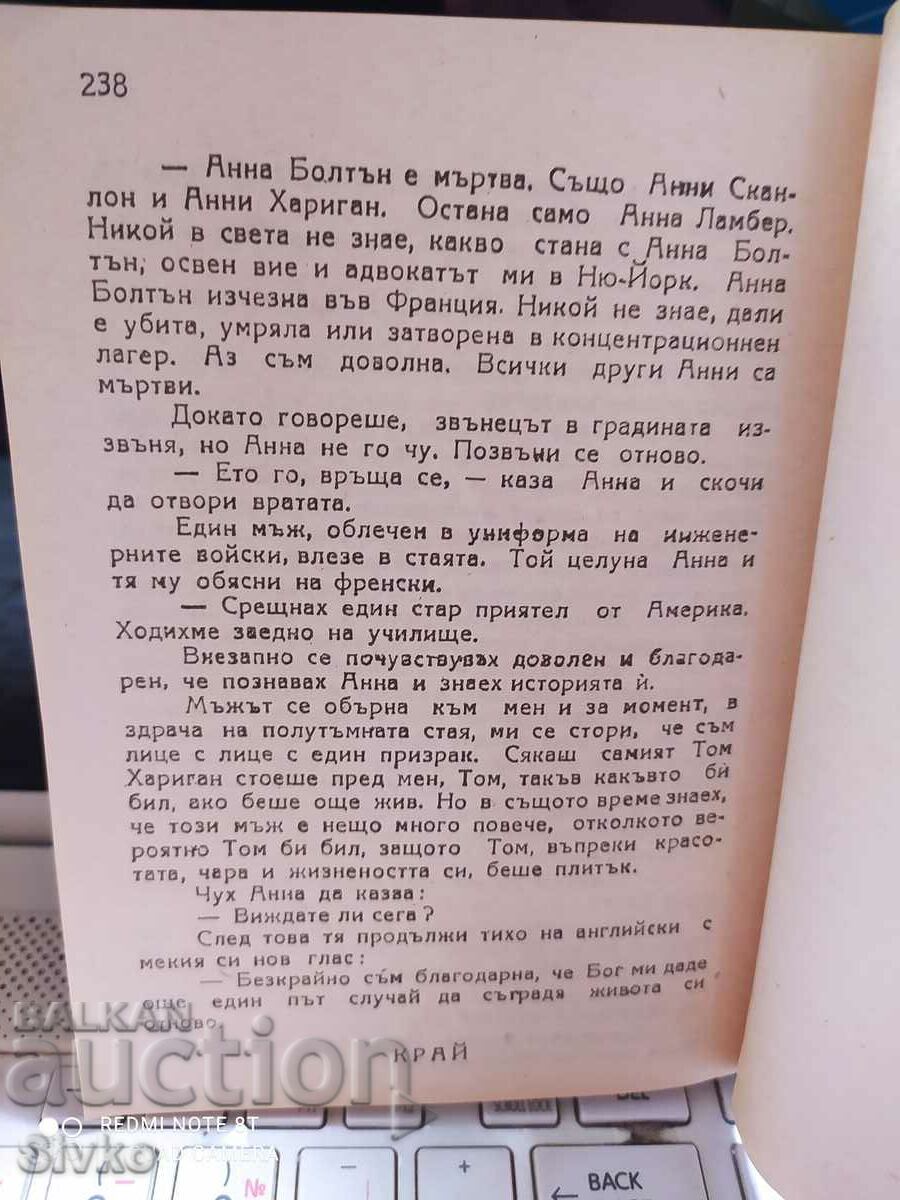 238
— Анна Болтън е мъртва. Също Анни Скан-
лон и Анни Хариган. Остана само Анна Ламбер.
Никой в света не знае, какво стана с Анна Бол-
тън, освен вие и адвокатът ми в Ню-Йорк. Анна
Болтън изчезна във Франция. Никой не знае, дали
е убита, умряла или затворена в концентрационнен
лагер. Аз съм доволна. Всички други Анни са
мъртви.
Докато говореше, звънецът в градината из-
звъня, но Анна не го чу. Позвъни се отново.
— Ето го, връща се, — каза Анна и скочи
да отвори вратата.
Един мъж, облечен в униформа на инжене-
рните войски, влезе в стаята. Той целуна Анна и
тя му обясни на френски.
— Срещнах един стар приятел от Америка.
Ходихме заедно на училище.
Внезапно се почувствувах доволен и благода-
рен, че познавах Анна и знаех историята ѝ.
Мъжът се обърна към мен и за момент, в
здрача на полутъмната стая, ми се стори, че съм
лице с лице с един призрак. Сякаш самият Том
Хариган стоеше пред мен, Том, такъв какъвто би
бил, ако беше още жив. Но в същото време знаех,
че този мъж е нещо много повече, отколкото ве-
роятно Том би бил, защото Том, въпреки красо-
тата, чара и жизнеността си, беше плитък.
Чух Анна да казва:
— Виждате ли сега?
След това тя продължи тихо на английски с
мекия си нов глас:
— Безкрайно съм благодарна, че Бог ми даде
още един път случай да съградя живота си
отново.
КРАЙ
BALKAN
auction
REDMI NOTE 8T
AD CAMERA
Sivko
SCROLL LOCK
DEL
BACK
№
+